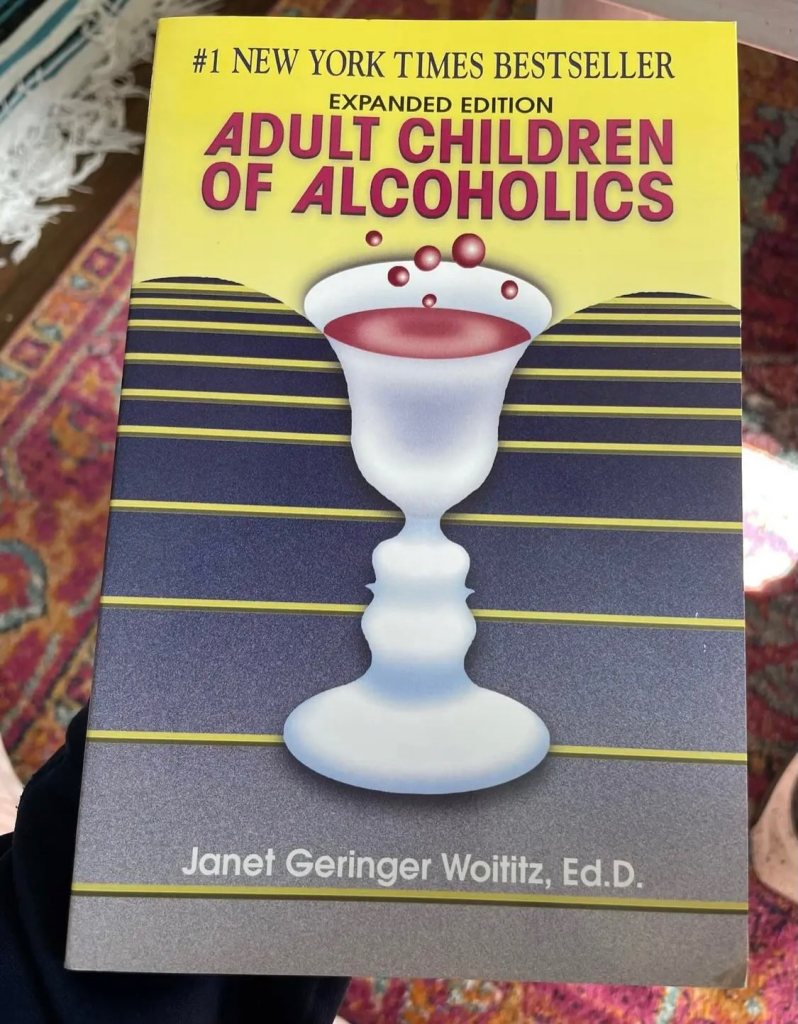 #1 NEW YORK TIMES BESTSELLER
EXPANDED EDITION
ADULT CHILDREN
OF ALCOHOLICS
Janet Geringer Woititz, Ed.D.